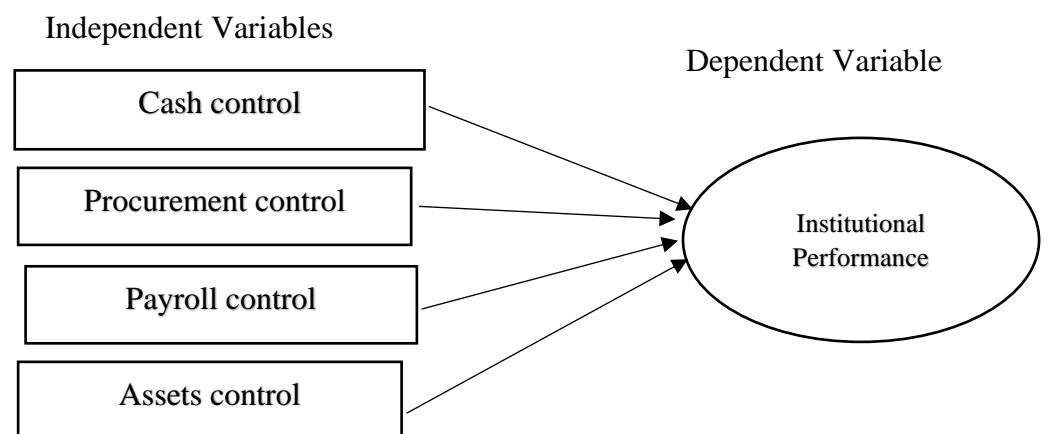 Independent Variables
Dependent Variable
Cash control
Procurement control
Payroll control
Assets control
Institutional
Performance